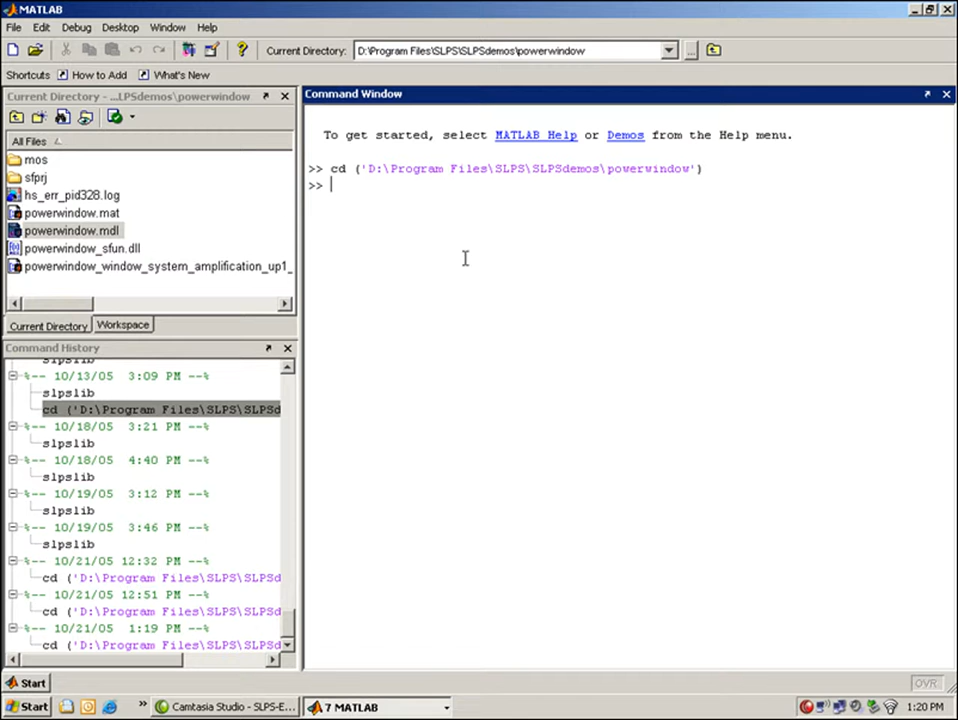 MATLAB
File Edit Debug Desktop Window Help
Current Directory: D:\Program Files\SLPS\SLPSdemos\powerwindow
Shortcuts How to Add What's New
Current Directory - ...LPSdemos\powerwindow
All Files
mos
sfprj
hs_err_pid328.log
powerwindow.mat
powerwindow.mdl
powerwindow_sfun.dll
powerwindow_window_system_amplification_up1_
Current Directory Workspace
Command History
slpslib
%-- 10/13/05 3:09 PM --%
slpslib
cd ('D:\Program Files\SLPS\SLPSd
%-- 10/18/05 3:21 PM --%
slpslib
%-- 10/18/05 4:40 PM --%
slpslib
%-- 10/19/05 3:12 PM --%
slpslib
%-- 10/19/05 3:46 PM --%
slpslib
%-- 10/21/05 12:32 PM --%
cd ('D:\Program Files\SLPS\SLPSd
%-- 10/21/05 12:51 PM --%
cd ('D:\Program Files\SLPS\SLPSd
%-- 10/21/05 1:19 PM --%
cd ('D:\Program Files\SLPS\SLPSd
Command Window
To get started, select MATLAB Help or Demos from the Help menu.
>> cd ('D:\Program Files\SLPS\SLPSdemos\powerwindow')
>>
Start
OVR
Start Camtasia Studio - SLPS-E... 7 MATLAB 1:20 PM